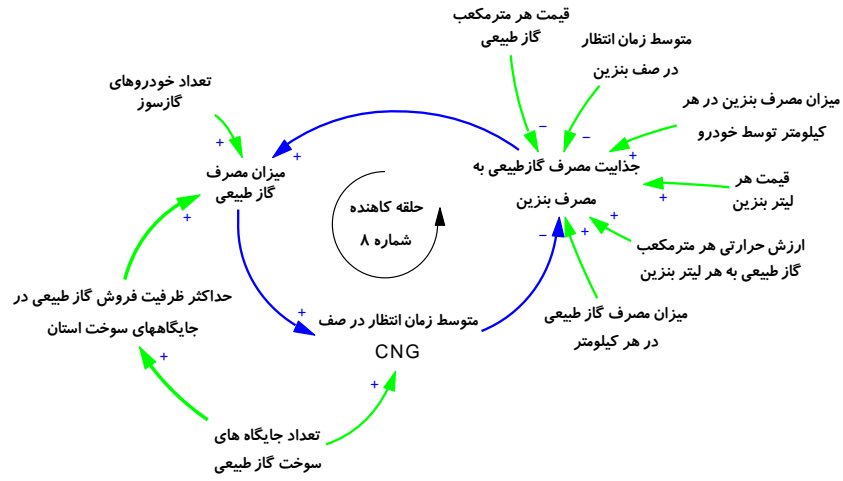 قیمت هر مترمکعب
گاز طبیعی
متوسط زمان انتظار
در صف بنزین
میزان مصرف بنزین در هر
کیلومتر توسط خودرو
تعداد خودروهای
گازسوز
+
+
–
–
+
جذابیت مصرف گازطبیعی به
مصرف بنزین
قیمت هر
لیتر بنزین
+
میزان مصرف
گاز طبیعی
+
حلقه کاهنده
شماره ۸
–
+
+
ارزش حرارتی هر مترمکعب
گاز طبیعی به هر لیتر بنزین
حداکثر ظرفیت فروش گاز طبیعی در
جایگاههای سوخت استان
+
متوسط زمان انتظار در صف
CNG
میزان مصرف گاز طبیعی
در هر کیلومتر
+
+
تعداد جایگاه های
سوخت گاز طبیعی